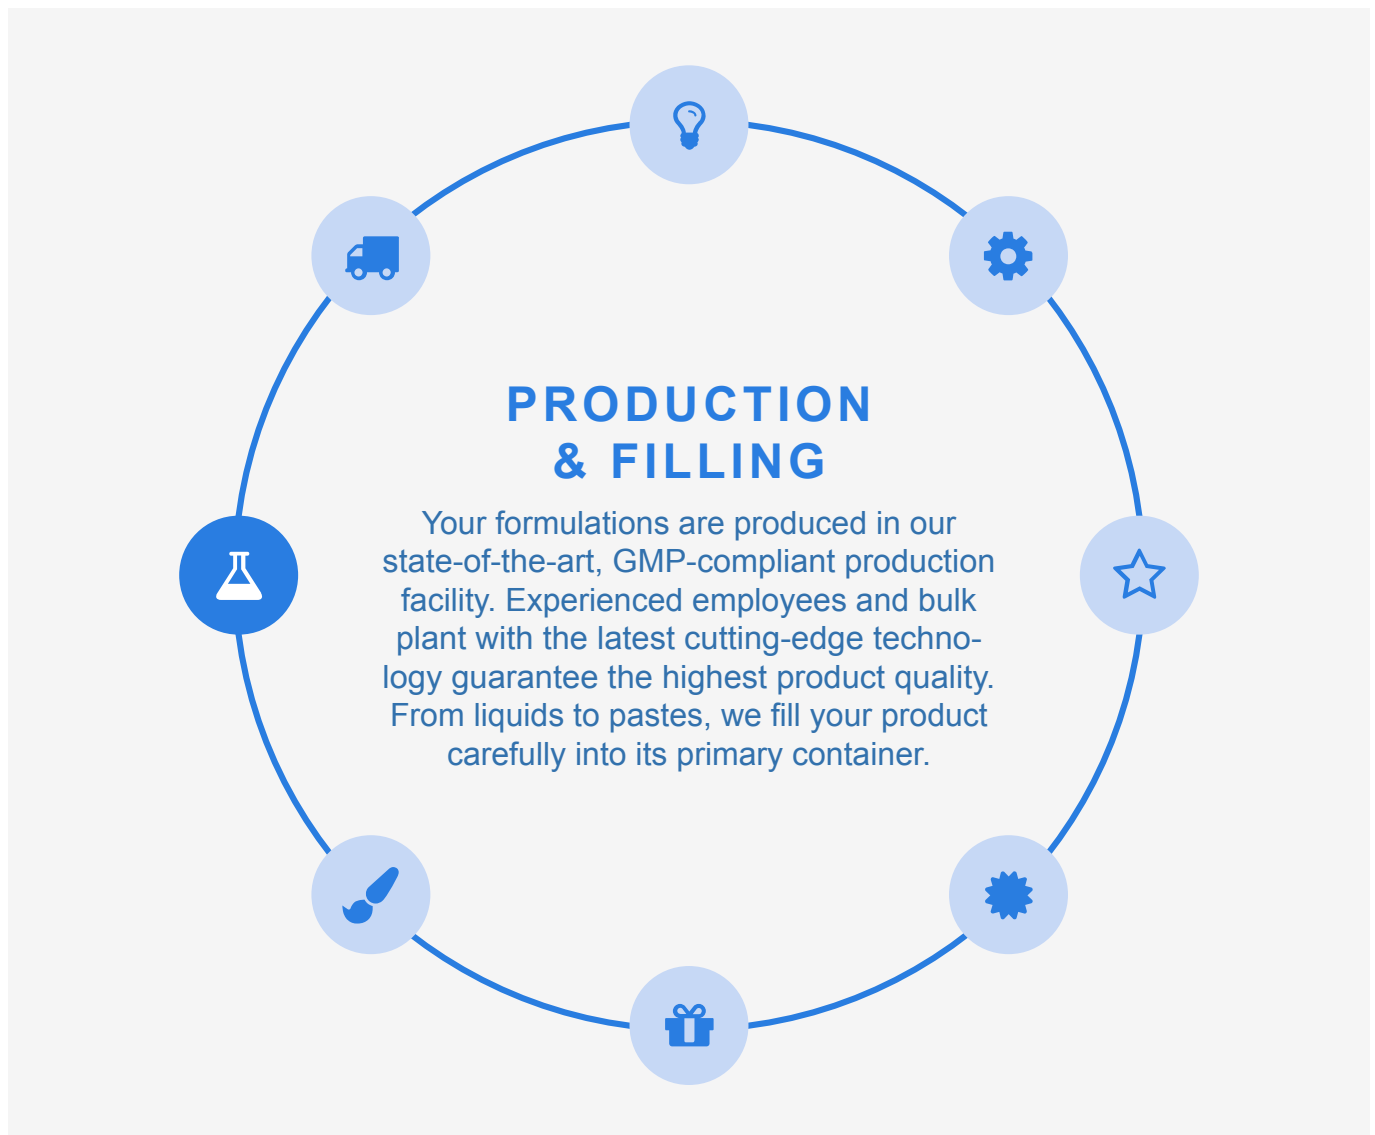 PRODUCTION
& FILLING
Your formulations are produced in our
state-of-the-art, GMP-compliant production
facility. Experienced employees and bulk
plant with the latest cutting-edge techno-
logy guarantee the highest product quality.
From liquids to pastes, we fill your product
carefully into its primary container.